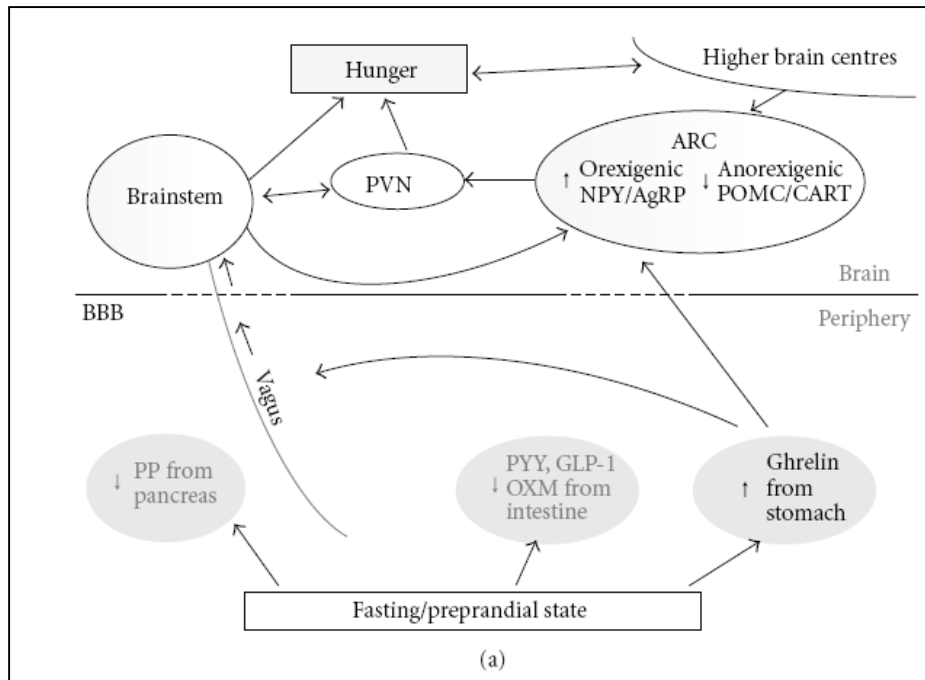 Hunger
Higher brain centres
Brainstem
PVN
ARC
↑ Orexigenic
NPY/AgRP
↓ Anorexigenic
POMC/CART
Brain
BBB
Periphery
Vagus
↓ PP from
pancreas
PYY, GLP-1
↓ OXM from
intestine
Ghrelin
↑ from
stomach
Fasting/preprandial state
(a)